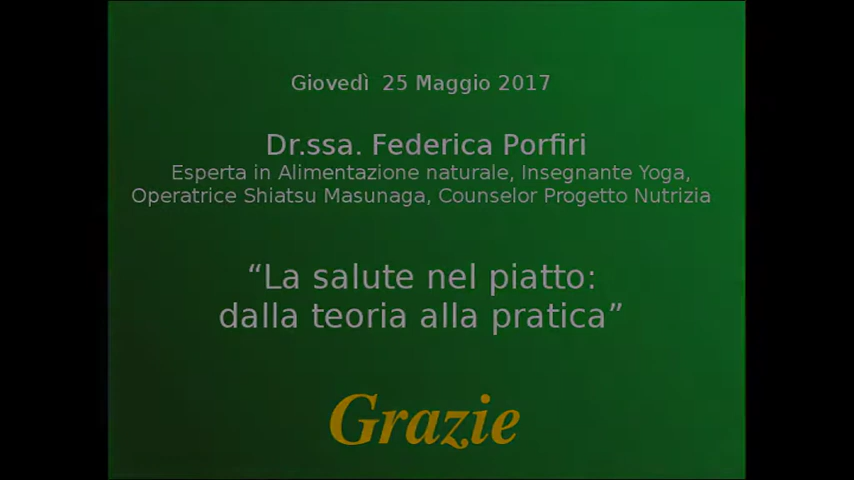 Giovedì 25 Maggio 2017
Dr.ssa. Federica Porfiri
Esperta in Alimentazione naturale, Insegnante Yoga,
Operatrice Shiatsu Masunaga, Counselor Progetto Nutrizia
“La salute nel piatto:
dalla teoria alla pratica”
Grazie